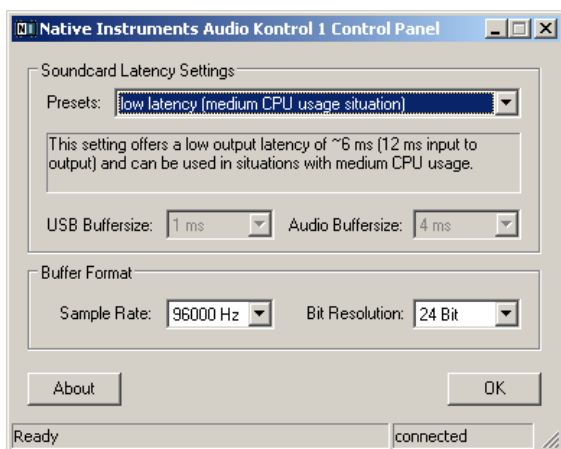 Native Instruments Audio Kontrol 1 Control Panel
Soundcard Latency Settings
Presets: low latency (medium CPU usage situation)
This setting offers a low output latency of ~6 ms (12 ms input to
output) and can be used in situations with medium CPU usage.
USB Buffersize: 1 ms Audio Buffersize: 4 ms
Buffer Format
Sample Rate: 96000 Hz Bit Resolution: 24 Bit
About OK
Ready connected